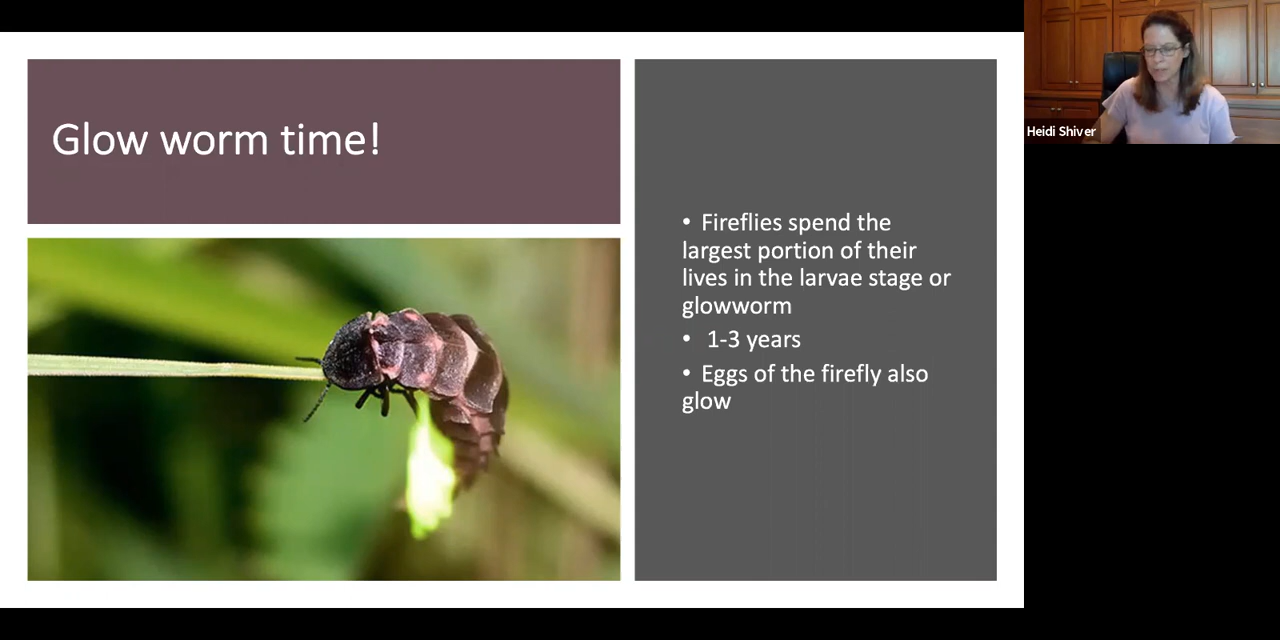 Glow worm time!
• Fireflies spend the
largest portion of their
lives in the larvae stage or
glowworm
• 1-3 years
• Eggs of the firefly also
glow
Heidi Shiver